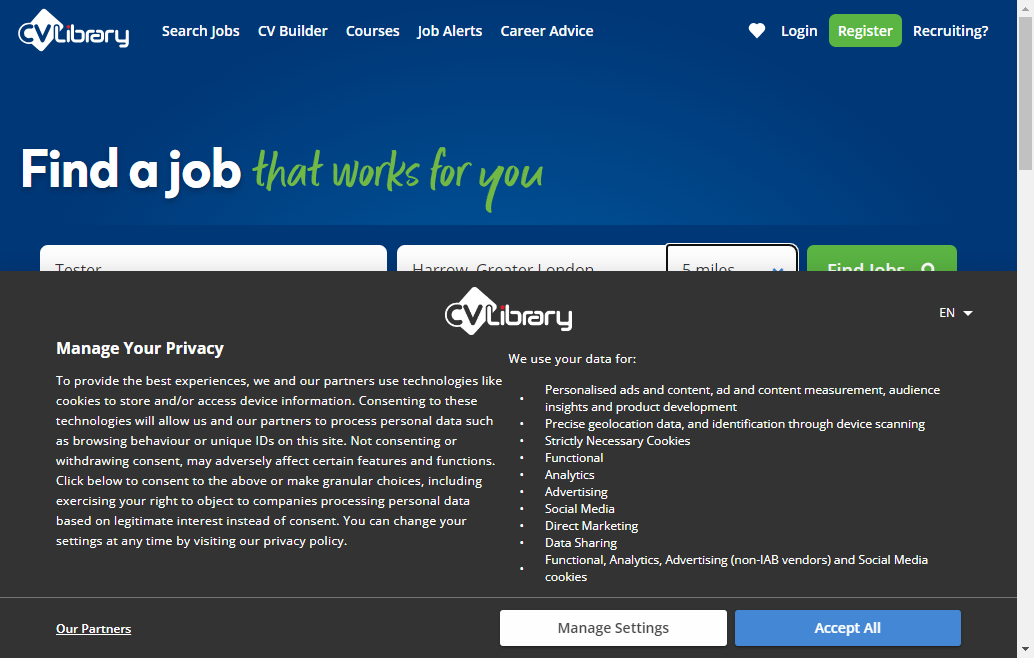 CVLibrary
Search Jobs CV Builder Courses Job Alerts Career Advice Login Register Recruiting?
Find a job that works for you
Tester Harrow, Greater London 5 miles Find Jobs
CVLibrary
EN
Manage Your Privacy
To provide the best experiences, we and our partners use technologies like
cookies to store and/or access device information. Consenting to these
technologies will allow us and our partners to process personal data such
as browsing behaviour or unique IDs on this site. Not consenting or
withdrawing consent, may adversely affect certain features and functions.
Click below to consent to the above or make granular choices, including
exercising your right to object to companies processing personal data
based on legitimate interest instead of consent. You can change your
settings at any time by visiting our privacy policy.
We use your data for:
• Personalised ads and content, ad and content measurement, audience
insights and product development
• Precise geolocation data, and identification through device scanning
• Strictly Necessary Cookies
• Functional
• Analytics
• Advertising
• Social Media
• Direct Marketing
• Data Sharing
• Functional, Analytics, Advertising (non-IAB vendors) and Social Media
cookies
Our Partners Manage Settings Accept All